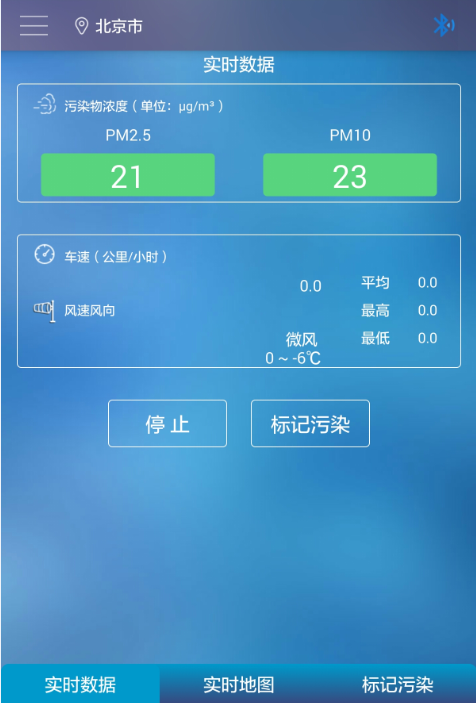 北京市
实时数据
污染物浓度（单位：μg/m³）
PM2.5 PM10
21 23
车速（公里/小时）
0.0 平均 0.0
风速风向 最高 0.0
微风 最低 0.0
0 ~ -6℃
停 止 标记污染
实时数据 实时地图 标记污染